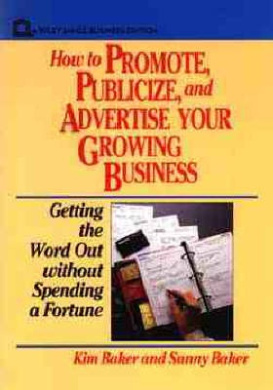 A WILEY SMALL BUSINESS EDITION
How to PROMOTE,
PUBLICIZE, and
ADVERTISE YOUR
GROWING
BUSINESS
Getting
the
Word Out
without
Spending
a Fortune
Kim Baker and Sunny Baker